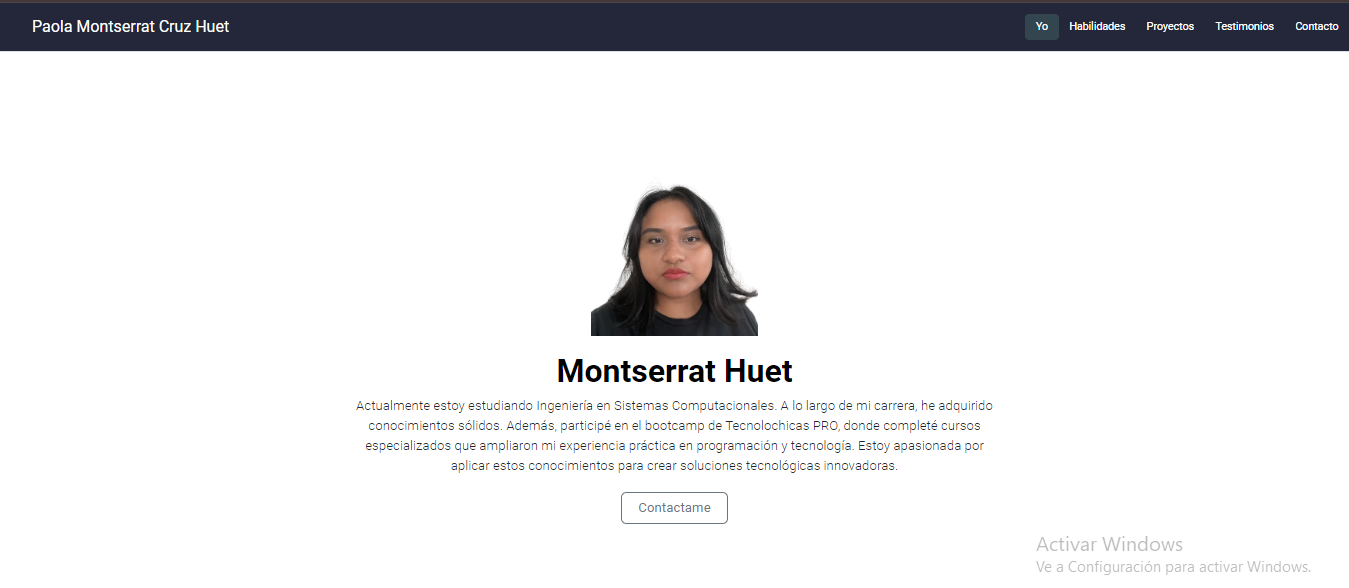 Paola Montserrat Cruz Huet
Yo Habilidades Proyectos Testimonios Contacto
Montserrat Huet
Actualmente estoy estudiando Ingeniería en Sistemas Computacionales. A lo largo de mi carrera, he adquirido
conocimientos sólidos. Además, participé en el bootcamp de Tecnolochicas PRO, donde completé cursos
especializados que ampliaron mi experiencia práctica en programación y tecnología. Estoy apasionada por
aplicar estos conocimientos para crear soluciones tecnológicas innovadoras.
Contactame
Activar Windows
Ve a Configuración para activar Windows.